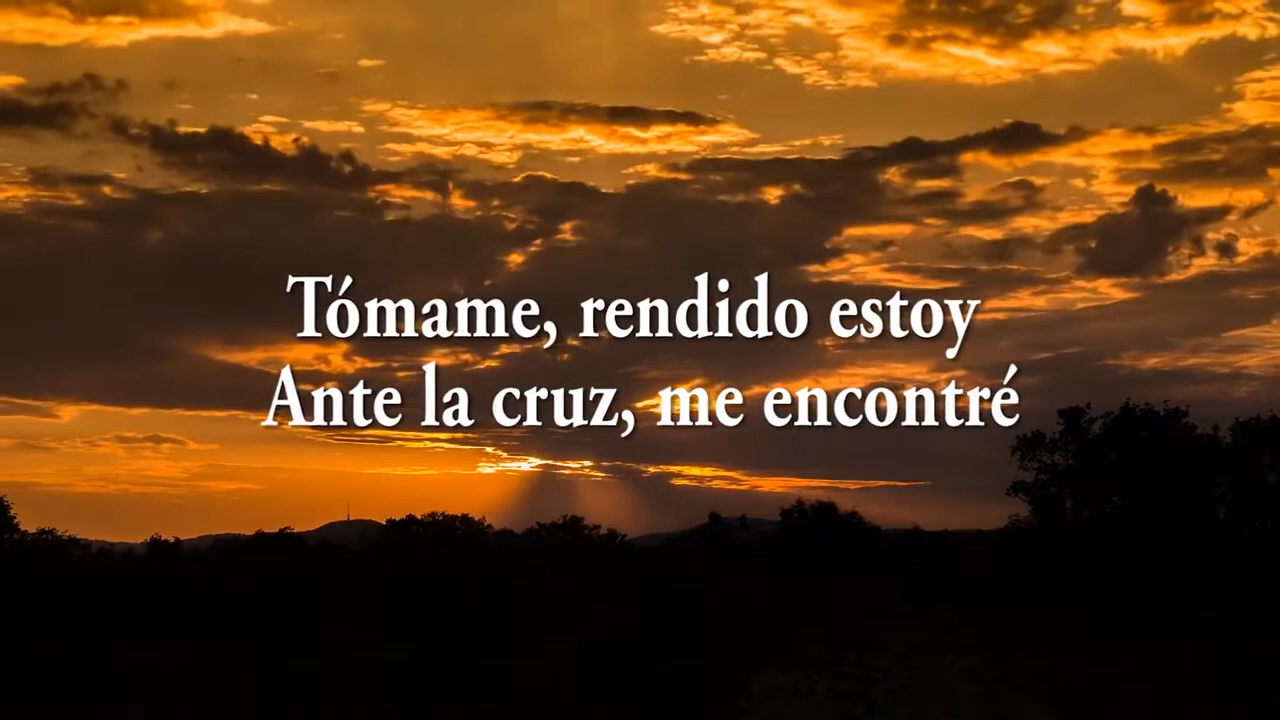 Tómame, rendido estoy
Ante la cruz, me encontré